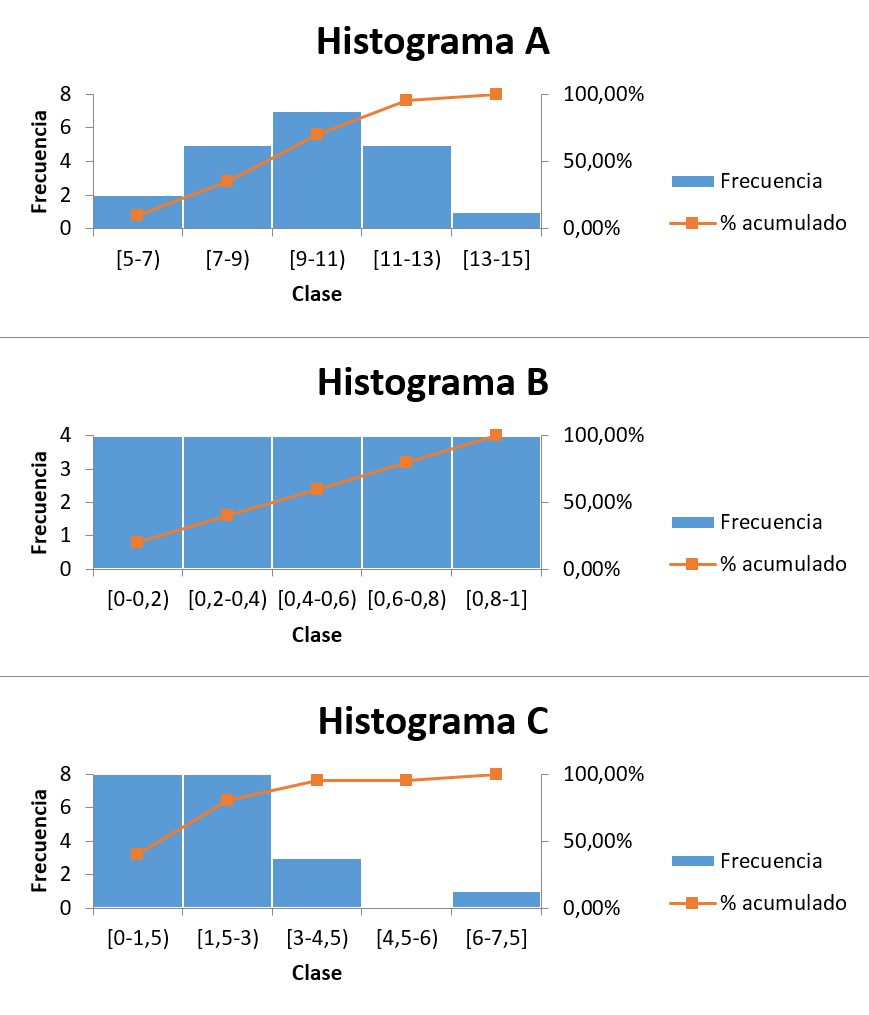 Histograma A
Frecuencia
8
6
4
2
0
100,00%
50,00%
0,00%
[5-7) [7-9) [9-11) [11-13) [13-15]
Clase
Frecuencia
% acumulado
Histograma B
Frecuencia
4
3
2
1
0
100,00%
50,00%
0,00%
[0-0,2) [0,2-0,4) [0,4-0,6) [0,6-0,8) [0,8-1]
Clase
Frecuencia
% acumulado
Histograma C
Frecuencia
8
6
4
2
0
100,00%
50,00%
0,00%
[0-1,5) [1,5-3) [3-4,5) [4,5-6) [6-7,5]
Clase
Frecuencia
% acumulado